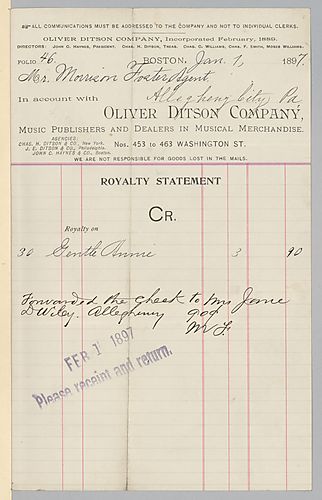 ALL COMMUNICATIONS MUST BE ADDRESSED TO THE COMPANY AND NOT TO INDIVIDUAL CLERKS.
OLIVER DITSON COMPANY, Incorporated February, 1889.
DIRECTORS: JOHN C. HAYNES, PRESIDENT. CHAS. H. DITSON, TREAS. CHAS. C. WILLIAMS, CHAS. F. SMITH, MOSES WILLIAMS.
FOLIO 46. BOSTON, Jan. 1, 1897.
Mr. Morrison Foster Agent,
Allegheny City, Pa
In account with
OLIVER DITSON COMPANY,
MUSIC PUBLISHERS AND DEALERS IN MUSICAL MERCHANDISE.
AGENCIES:
CHAS. H. DITSON & CO., New York.
J. E. DITSON & CO., Philadelphia.
JOHN C. HAYNES & CO., Boston.
Nos. 453 to 463 WASHINGTON ST.
WE ARE NOT RESPONSIBLE FOR GOODS LOST IN THE MAILS.
ROYALTY STATEMENT
CR.
Royalty on
30 Gentle Annie 3 90
Forwarded the check to Mrs Jane
D Wiley. Allegheny
M F
FEB 1 1897
Please receipt and return.